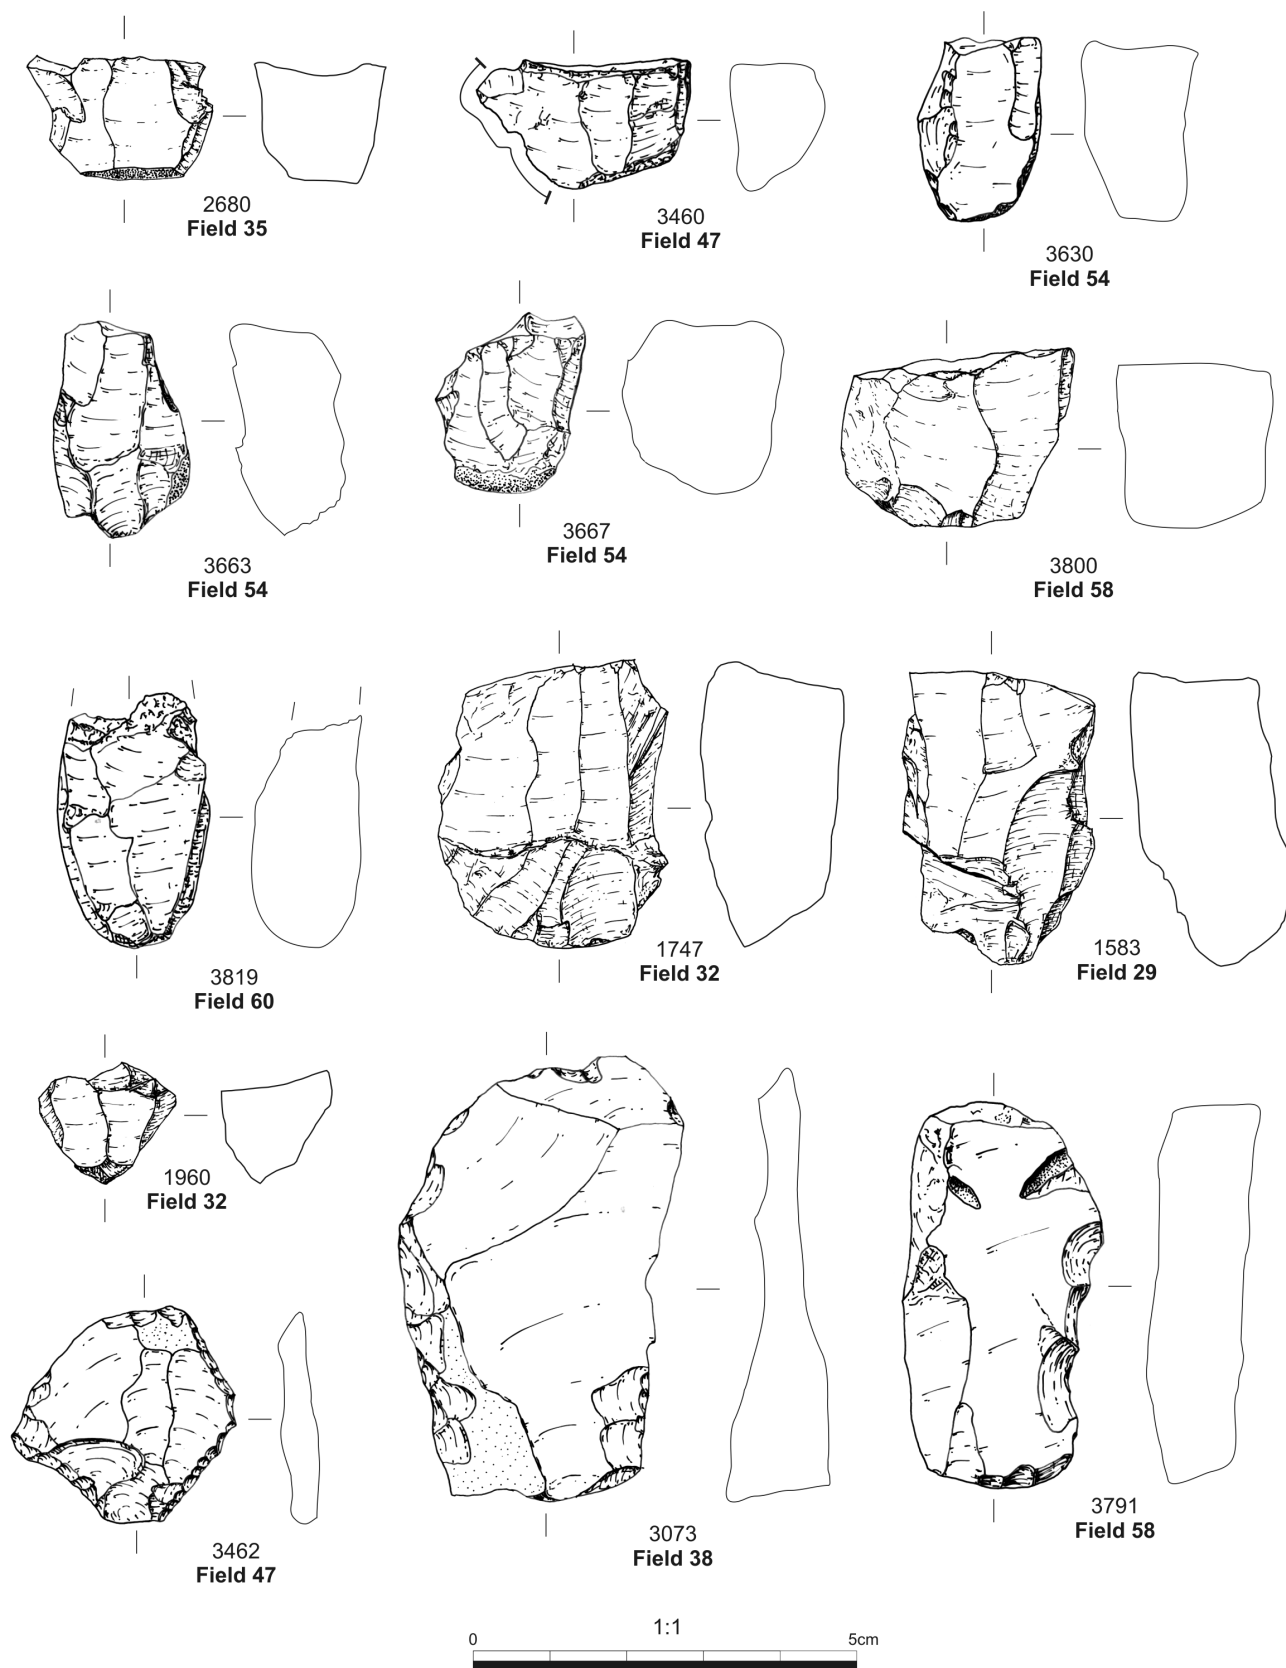 2680
Field 35
3460
Field 47
3630
Field 54
3663
Field 54
3667
Field 54
3800
Field 58
3819
Field 60
1747
Field 32
1583
Field 29
1960
Field 32
3462
Field 47
3073
Field 38
3791
Field 58
1:1
0 5cm